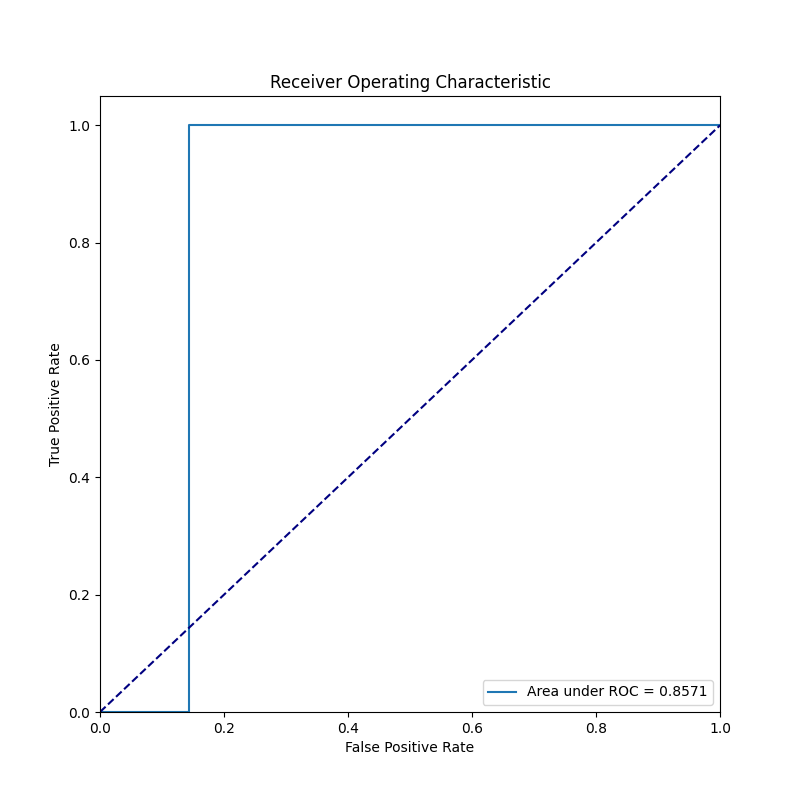 Receiver Operating Characteristic
True Positive Rate
1.0
0.8
0.6
0.4
0.2
0.0
Area under ROC = 0.8571
0.0 0.2 0.4 0.6 0.8 1.0
False Positive Rate